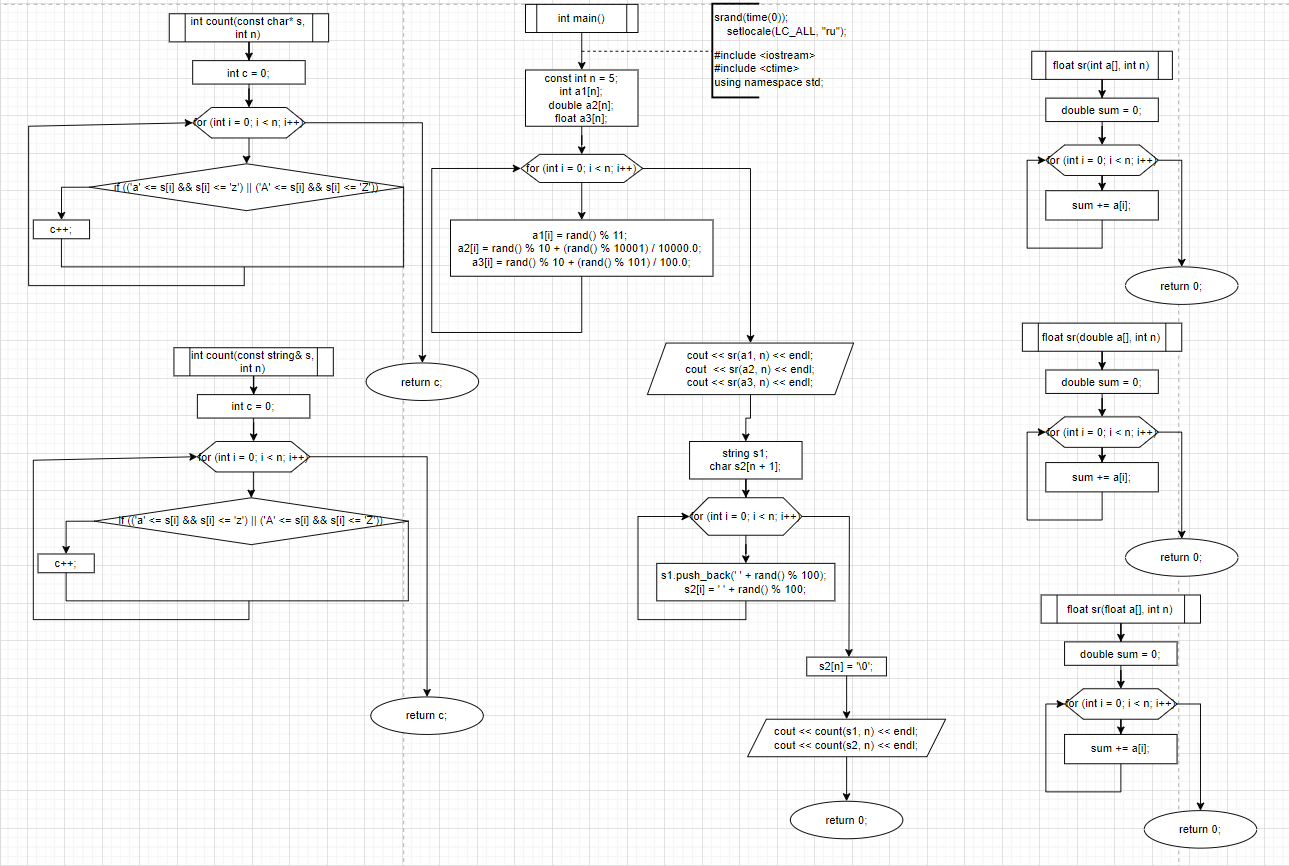 int count(const char* s,
int n)
int c = 0;
for (int i = 0; i < n; i++)
if (('a' <= s[i] && s[i] <= 'z') || ('A' <= s[i] && s[i] <= 'Z'))
c++;
return c;
int count(const string& s,
int n)
int c = 0;
for (int i = 0; i < n; i++)
if (('a' <= s[i] && s[i] <= 'z') || ('A' <= s[i] && s[i] <= 'Z'))
c++;
return c;
int main()
srand(time(0));
setlocale(LC_ALL, "ru");
#include <iostream>
#include <ctime>
using namespace std;
const int n = 5;
int a1[n];
double a2[n];
float a3[n];
for (int i = 0; i < n; i++)
a1[i] = rand() % 11;
a2[i] = rand() % 10 + (rand() % 10001) / 10000.0;
a3[i] = rand() % 10 + (rand() % 101) / 100.0;
cout << sr(a1, n) << endl;
cout << sr(a2, n) << endl;
cout << sr(a3, n) << endl;
string s1;
char s2[n + 1];
for (int i = 0; i < n; i++)
s1.push_back(' ' + rand() % 100);
s2[i] = ' ' + rand() % 100;
s2[n] = '\0';
cout << count(s1, n) << endl;
cout << count(s2, n) << endl;
return 0;
float sr(int a[], int n)
double sum = 0;
for (int i = 0; i < n; i++)
sum += a[i];
return 0;
float sr(double a[], int n)
double sum = 0;
for (int i = 0; i < n; i++)
sum += a[i];
return 0;
float sr(float a[], int n)
double sum = 0;
for (int i = 0; i < n; i++)
sum += a[i];
return 0;